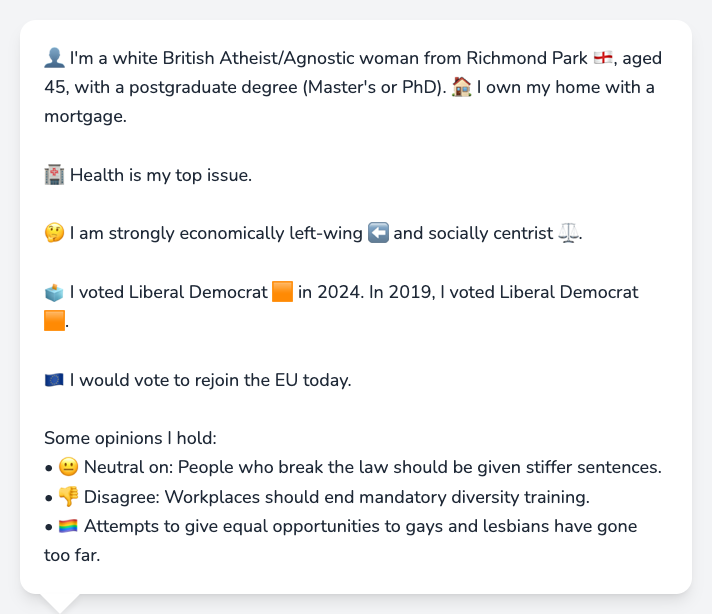 👤 I'm a white British Atheist/Agnostic woman from Richmond Park 🏴󠁧󠁢󠁥󠁮󠁧󠁿, aged
45, with a postgraduate degree (Master's or PhD). 🏠 I own my home with a
mortgage.
🏥 Health is my top issue.
🤔 I am strongly economically left-wing ⬅️ and socially centrist ⚖️.
🗳️ I voted Liberal Democrat 🟧 in 2024. In 2019, I voted Liberal Democrat
🟧.
🇪🇺 I would vote to rejoin the EU today.
Some opinions I hold:
• 😐 Neutral on: People who break the law should be given stiffer sentences.
• 👎 Disagree: Workplaces should end mandatory diversity training.
• 🏳️‍🌈 Attempts to give equal opportunities to gays and lesbians have gone
too far.